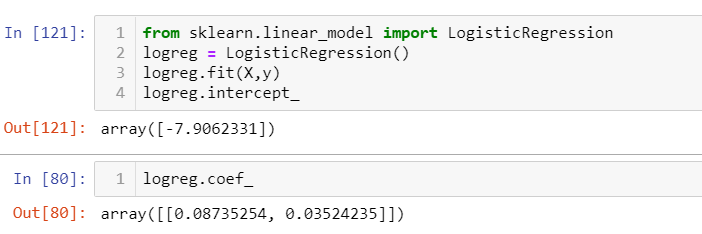 In [121]: 1 from sklearn.linear_model import LogisticRegression
2 logreg = LogisticRegression()
3 logreg.fit(X,y)
4 logreg.intercept_
Out[121]: array([-7.9062331])
In [80]: 1 logreg.coef_
Out[80]: array([[0.08735254, 0.03524235]])